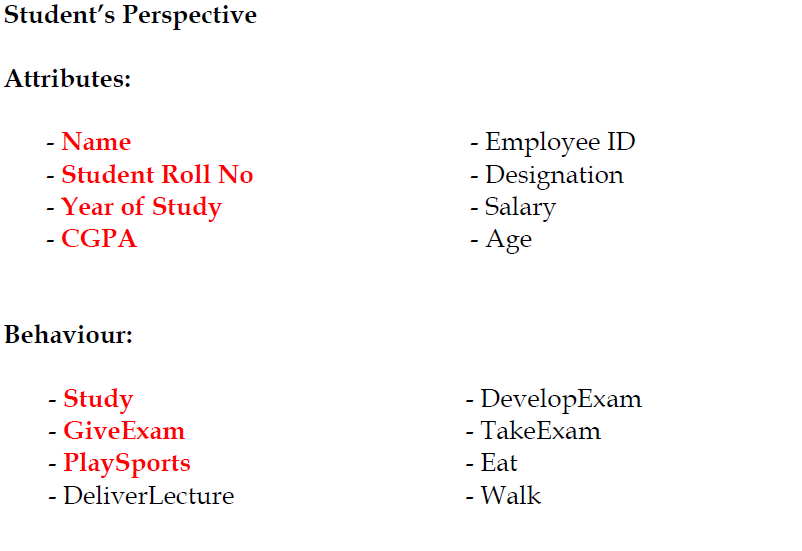 Student’s Perspective
Attributes:
- Name - Employee ID
- Student Roll No - Designation
- Year of Study - Salary
- CGPA - Age
Behaviour:
- Study - DevelopExam
- GiveExam - TakeExam
- PlaySports - Eat
- DeliverLecture - Walk